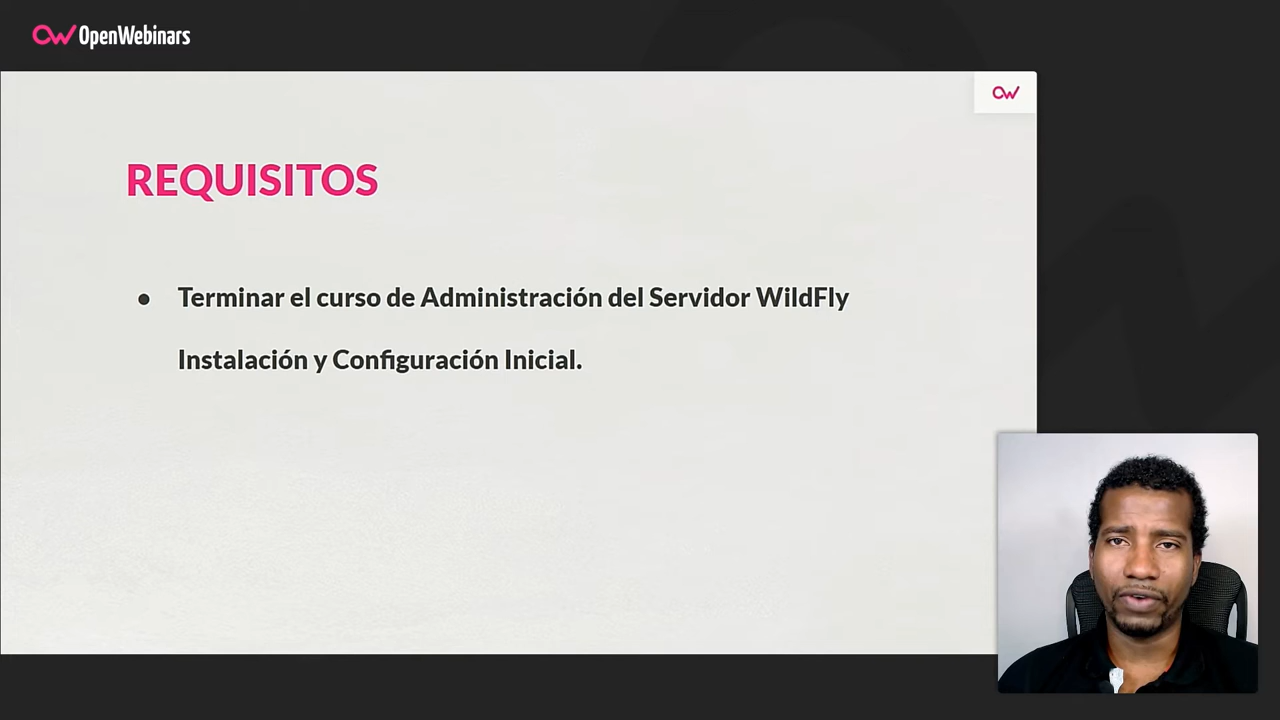 OpenWebinars
REQUISITOS
● Terminar el curso de Administración del Servidor WildFly
Instalación y Configuración Inicial.